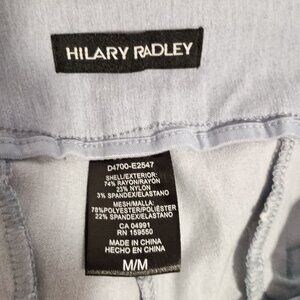 HILARY RADLEY
D4700-E2547
SHELL/EXTERIOR:
74% RAYON/RAYON
23% NYLON
3% SPANDEX/ELASTANO
MESH/MALLA:
78%POLYESTER/POLIÉSTER
22% SPANDEX/ELASTANO
CA 04991
RN 159550
MADE IN CHINA
HECHO EN CHINA
M/M